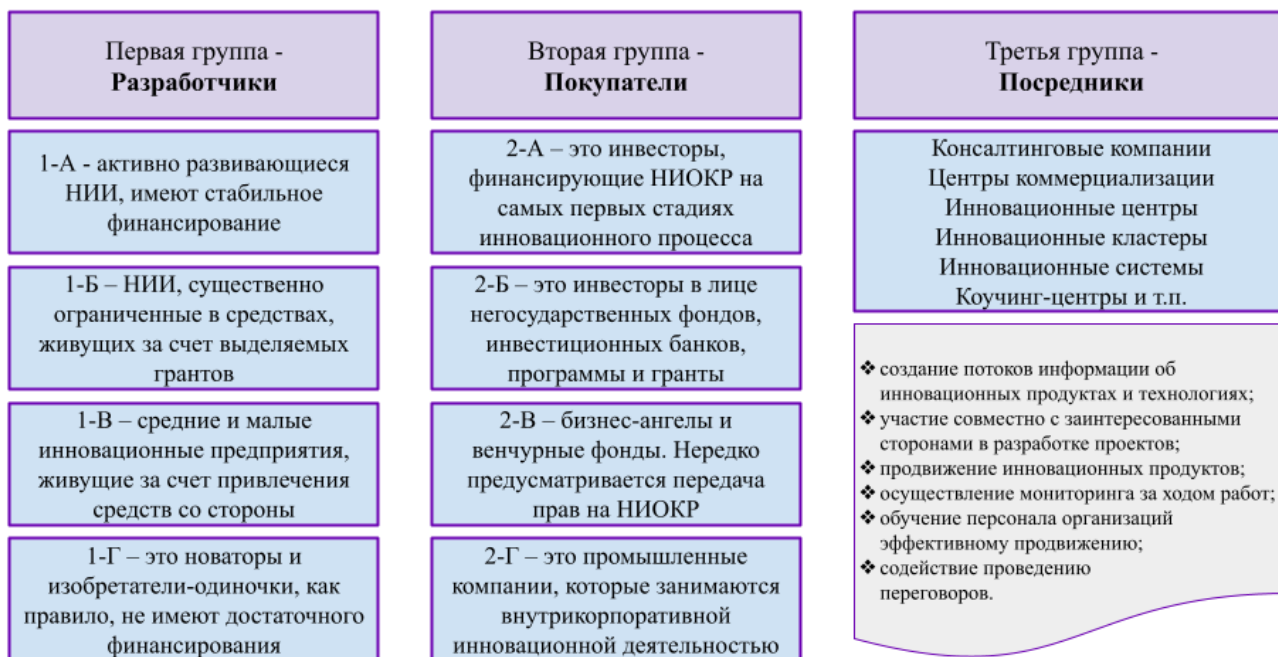 Первая группа -
Разработчики
1-А - активно развивающиеся
НИИ, имеют стабильное
финансирование
1-Б – НИИ, существенно
ограниченные в средствах,
живущих за счет выделяемых
грантов
1-В – средние и малые
инновационные предприятия,
живущие за счет привлечения
средств со стороны
1-Г – это новаторы и
изобретатели-одиночки, как
правило, не имеют достаточного
финансирования
Вторая группа -
Покупатели
2-А – это инвесторы,
финансирующие НИОКР на
самых первых стадиях
инновационного процесса
2-Б – это инвесторы в лице
негосударственных фондов,
инвестиционных банков,
программы и гранты
2-В – бизнес-ангелы и
венчурные фонды. Нередко
предусматривается передача
прав на НИОКР
2-Г – это промышленные
компании, которые занимаются
внутрикорпоративной
инновационной деятельностью
Третья группа -
Посредники
Консалтинговые компании
Центры коммерциализации
Инновационные центры
Инновационные кластеры
Инновационные системы
Коучинг-центры и т.п.
❖ создание потоков информации об
инновационных продуктах и технологиях;
❖ участие совместно с заинтересованными
сторонами в разработке проектов;
❖ продвижение инновационных продуктов;
❖ осуществление мониторинга за ходом работ;
❖ обучение персонала организаций
эффективному продвижению;
❖ содействие проведению
переговоров.